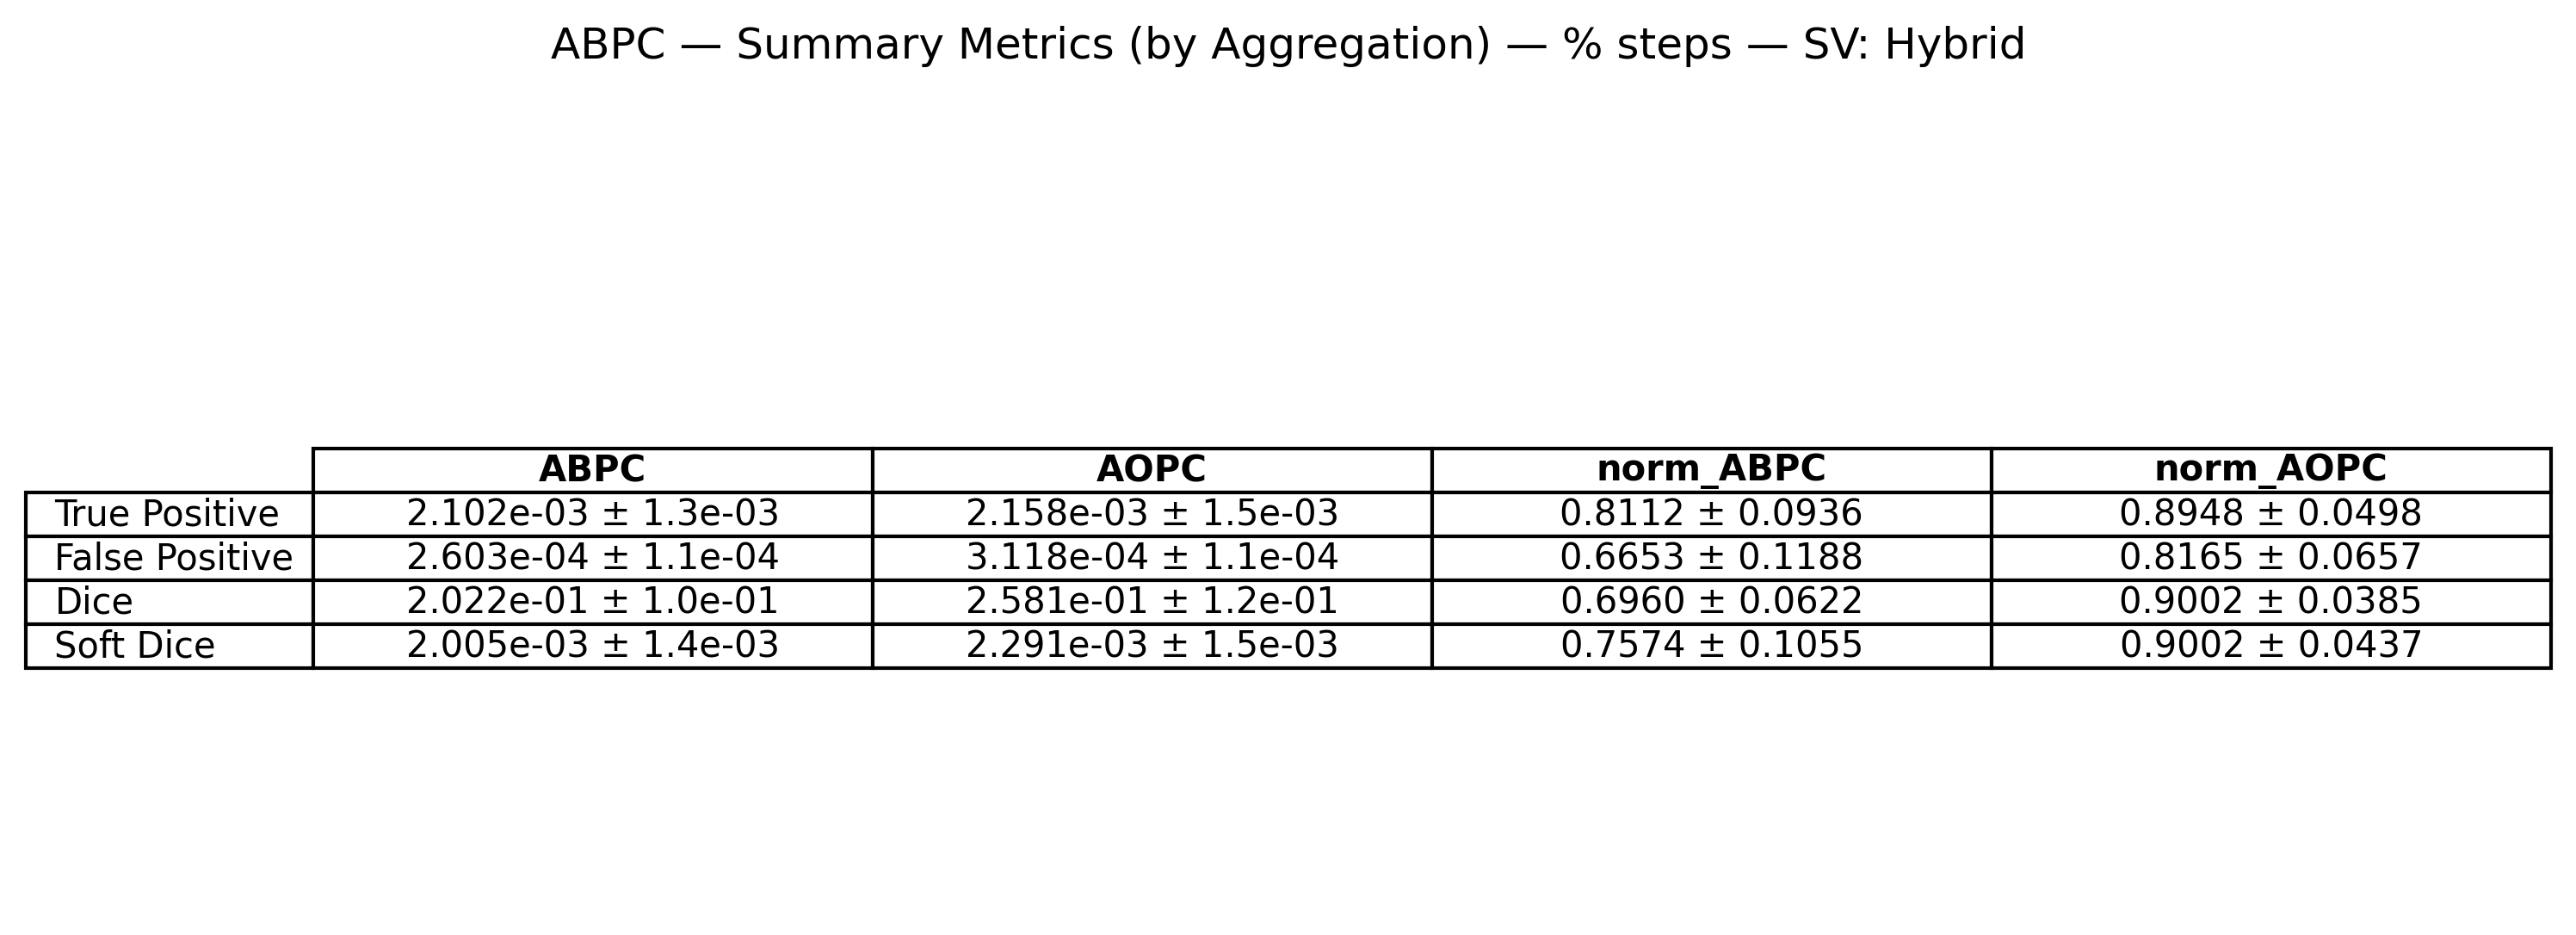 ABPC — Summary Metrics (by Aggregation) — % steps — SV: Hybrid
ABPC AOPC norm_ABPC norm_AOPC
True Positive 2.102e-03 ± 1.3e-03 2.158e-03 ± 1.5e-03 0.8112 ± 0.0936 0.8948 ± 0.0498
False Positive 2.603e-04 ± 1.1e-04 3.118e-04 ± 1.1e-04 0.6653 ± 0.1188 0.8165 ± 0.0657
Dice 2.022e-01 ± 1.0e-01 2.581e-01 ± 1.2e-01 0.6960 ± 0.0622 0.9002 ± 0.0385
Soft Dice 2.005e-03 ± 1.4e-03 2.291e-03 ± 1.5e-03 0.7574 ± 0.1055 0.9002 ± 0.0437